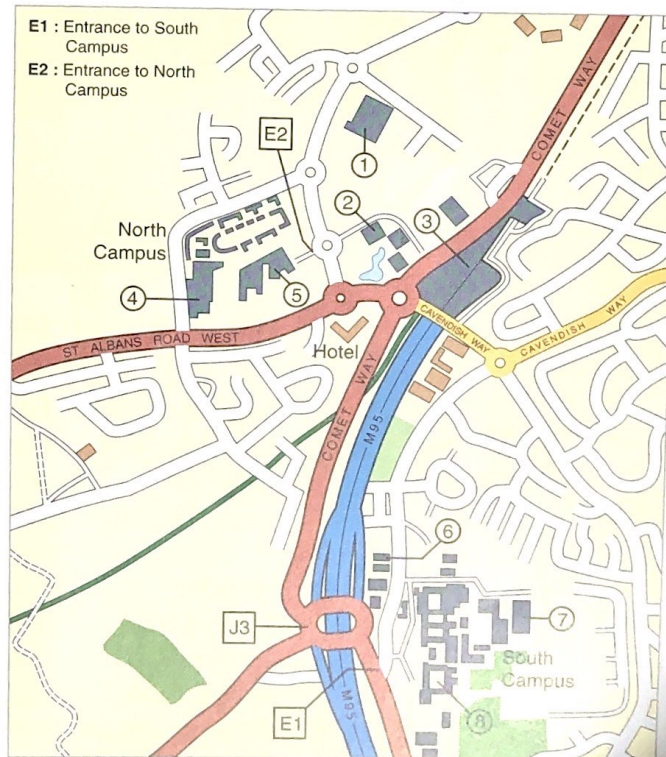 E1 : Entrance to South
Campus
E2 : Entrance to North
Campus
COMET WAY
E2
1
2
3
North
Campus
4
5
ST ALBANS ROAD WEST
Hotel
CAVENDISH WAY
CAVENDISH WAY
COMET WAY
M95
6
J3
7
South
Campus
M95
E1
8